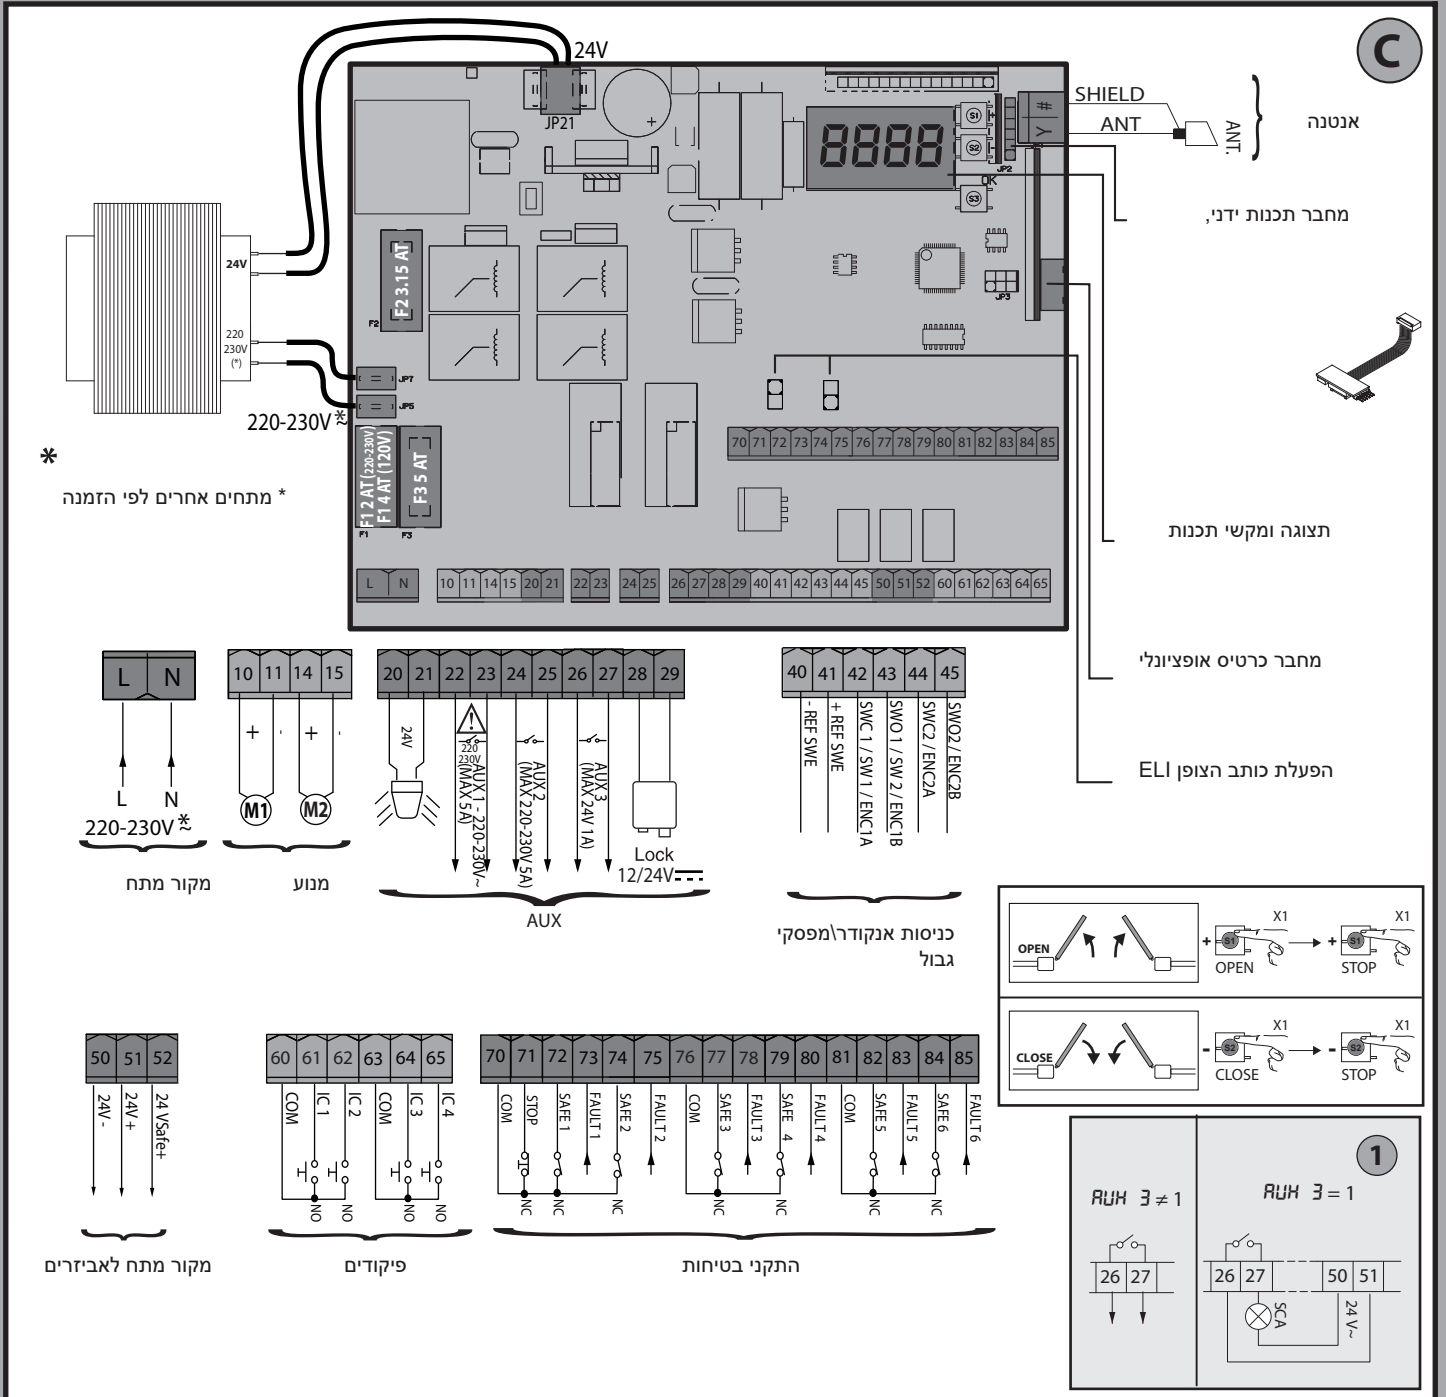 C
24V
JP21
SHIELD
ANT
ANT.
אנטנה
S1
+
S2
-
JP2
OK
S3
8888
Y #
מחבר תכנות ידני,
24V
220
230V
(*)
F2 3.15 AT
F2
JP7
JP5
JP3
220-230V ~*
*
* מתחים אחרים לפי הזמנה
F1 2 AT (220-230V)
F1 4 AT (120V)
F3 5 AT
F1
F3
70 71 72 73 74 75 76 77 78 79 80 81 82 83 84 85
תצוגה ומקשי תכנות
L N
10 11 14 15 20 21
22 23
24 25
26 27 28 29 40 41 42 43 44 45 50 51 52 60 61 62 63 64 65
מחבר כרטיס אופציונלי
הפעלת כותב הצופן ELI
L N
L N
220-230V ~*
מקור מתח
10 11 14 15
+ - + -
M1 M2
מנוע
20 21 22 23 24 25 26 27 28 29
24V
220
230V
AUX 1 - 220-230V~
(MAX 5A)
AUX 2
(MAX 220-230V 5A)
AUX 3
(MAX 24V 1A)
Lock
12/24V
AUX
40 41 42 43 44 45
- REF SWE
+ REF SWE
SWC 1 / SW 1 / ENC1A
SWO 1 / SW 2 / ENC1B
SWC2 / ENC2A
SWO2 / ENC2B
כניסות אנקודר\מפסקי
גבול
OPEN
+ S1 X1
OPEN
+ S1 X1
STOP
CLOSE
- S2 X1
CLOSE
- S2 X1
STOP
50 51 52
24V -
24V +
24 VSafe+
מקור מתח לאביזרים
60 61 62 63 64 65
COM
IC 1
IC 2
COM
IC 3
IC 4
NO NO NO NO
פיקודים
70 71 72 73 74 75 76 77 78 79 80 81 82 83 84 85
COM
STOP
SAFE 1
FAULT 1
SAFE 2
FAULT 2
COM
SAFE 3
FAULT 3
SAFE 4
FAULT 4
COM
SAFE 5
FAULT 5
SAFE 6
FAULT 6
NC NC NC NC NC NC NC
התקני בטיחות
1
AUX 3 ≠ 1
26 27
AUX 3 = 1
26 27 50 51
SCA
24 V~